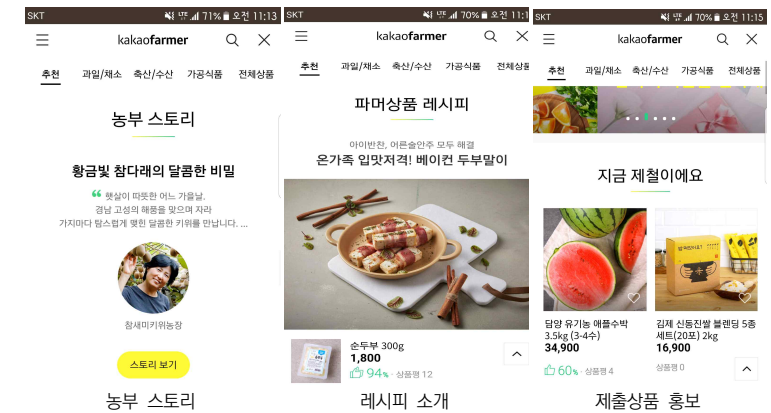 SKT LTE 71% 오전 11:13
kakaofarmer
추천 과일/채소 축산/수산 가공식품 전체상품
농부 스토리
황금빛 참다래의 달콤한 비밀
햇살이 따뜻한 어느 가을날.
경남 고성의 해풍을 맞으며 자라
가지마다 탐스럽게 맺힌 달콤한 키위를 만납니다. ...
참새미키위농장
스토리 보기
농부 스토리
SKT LTE 70% 오전 11:1
kakaofarmer
추천 과일/채소 축산/수산 가공식품 전체상품
파머상품 레시피
아이반찬, 어른술안주 모두 해결
온가족 입맛저격! 베이컨 두부말이
순두부 300g
1,800
94% · 상품평 12
레시피 소개
SKT LTE 70% 오전 11:15
kakaofarmer
추천 과일/채소 축산/수산 가공식품 전체상품
지금 제철이에요
담양 유기농 애플수박
3.5kg (3-4수)
34,900
60% · 상품평 4
김제 신동진쌀 블렌딩 5종
세트(20포) 2kg
16,900
상품평 0
제출상품 홍보